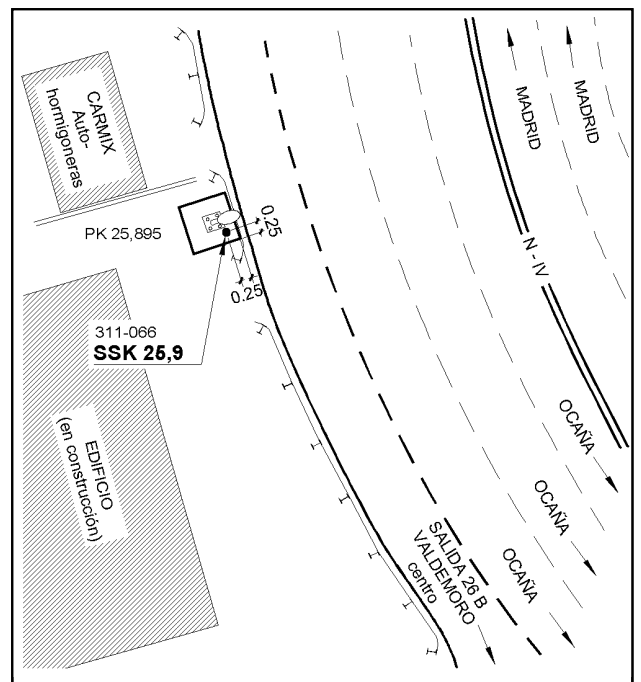 CARMIX
Auto-
hormigoneras
MADRID
MADRID
PK 25,895
0.25
0.25
N - IV
311-066
SSK 25,9
EDIFICIO
(en construcción)
OCAÑA
OCAÑA
OCAÑA
SALIDA 26 B
VALDEMORO
centro